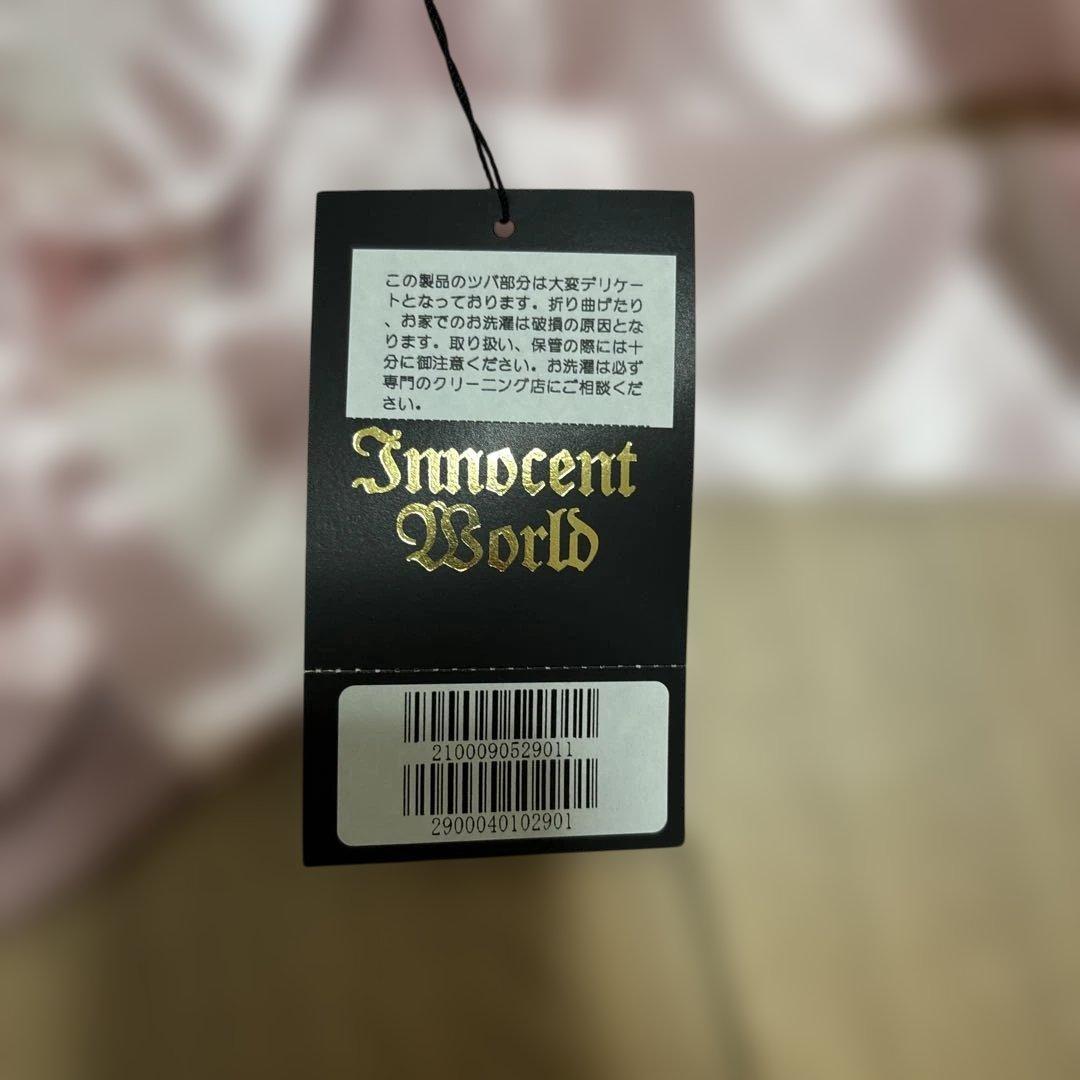 この製品のツバ部分は大変デリケー
トとなっております。折り曲げたり
、お家でのお洗濯は破損の原因とな
ります。取り扱い、保管の際には十
分に御注意ください。お洗濯は必ず
専門のクリーニング店にご相談くだ
さい。
Innocent
World
2100090529011
2900040102901